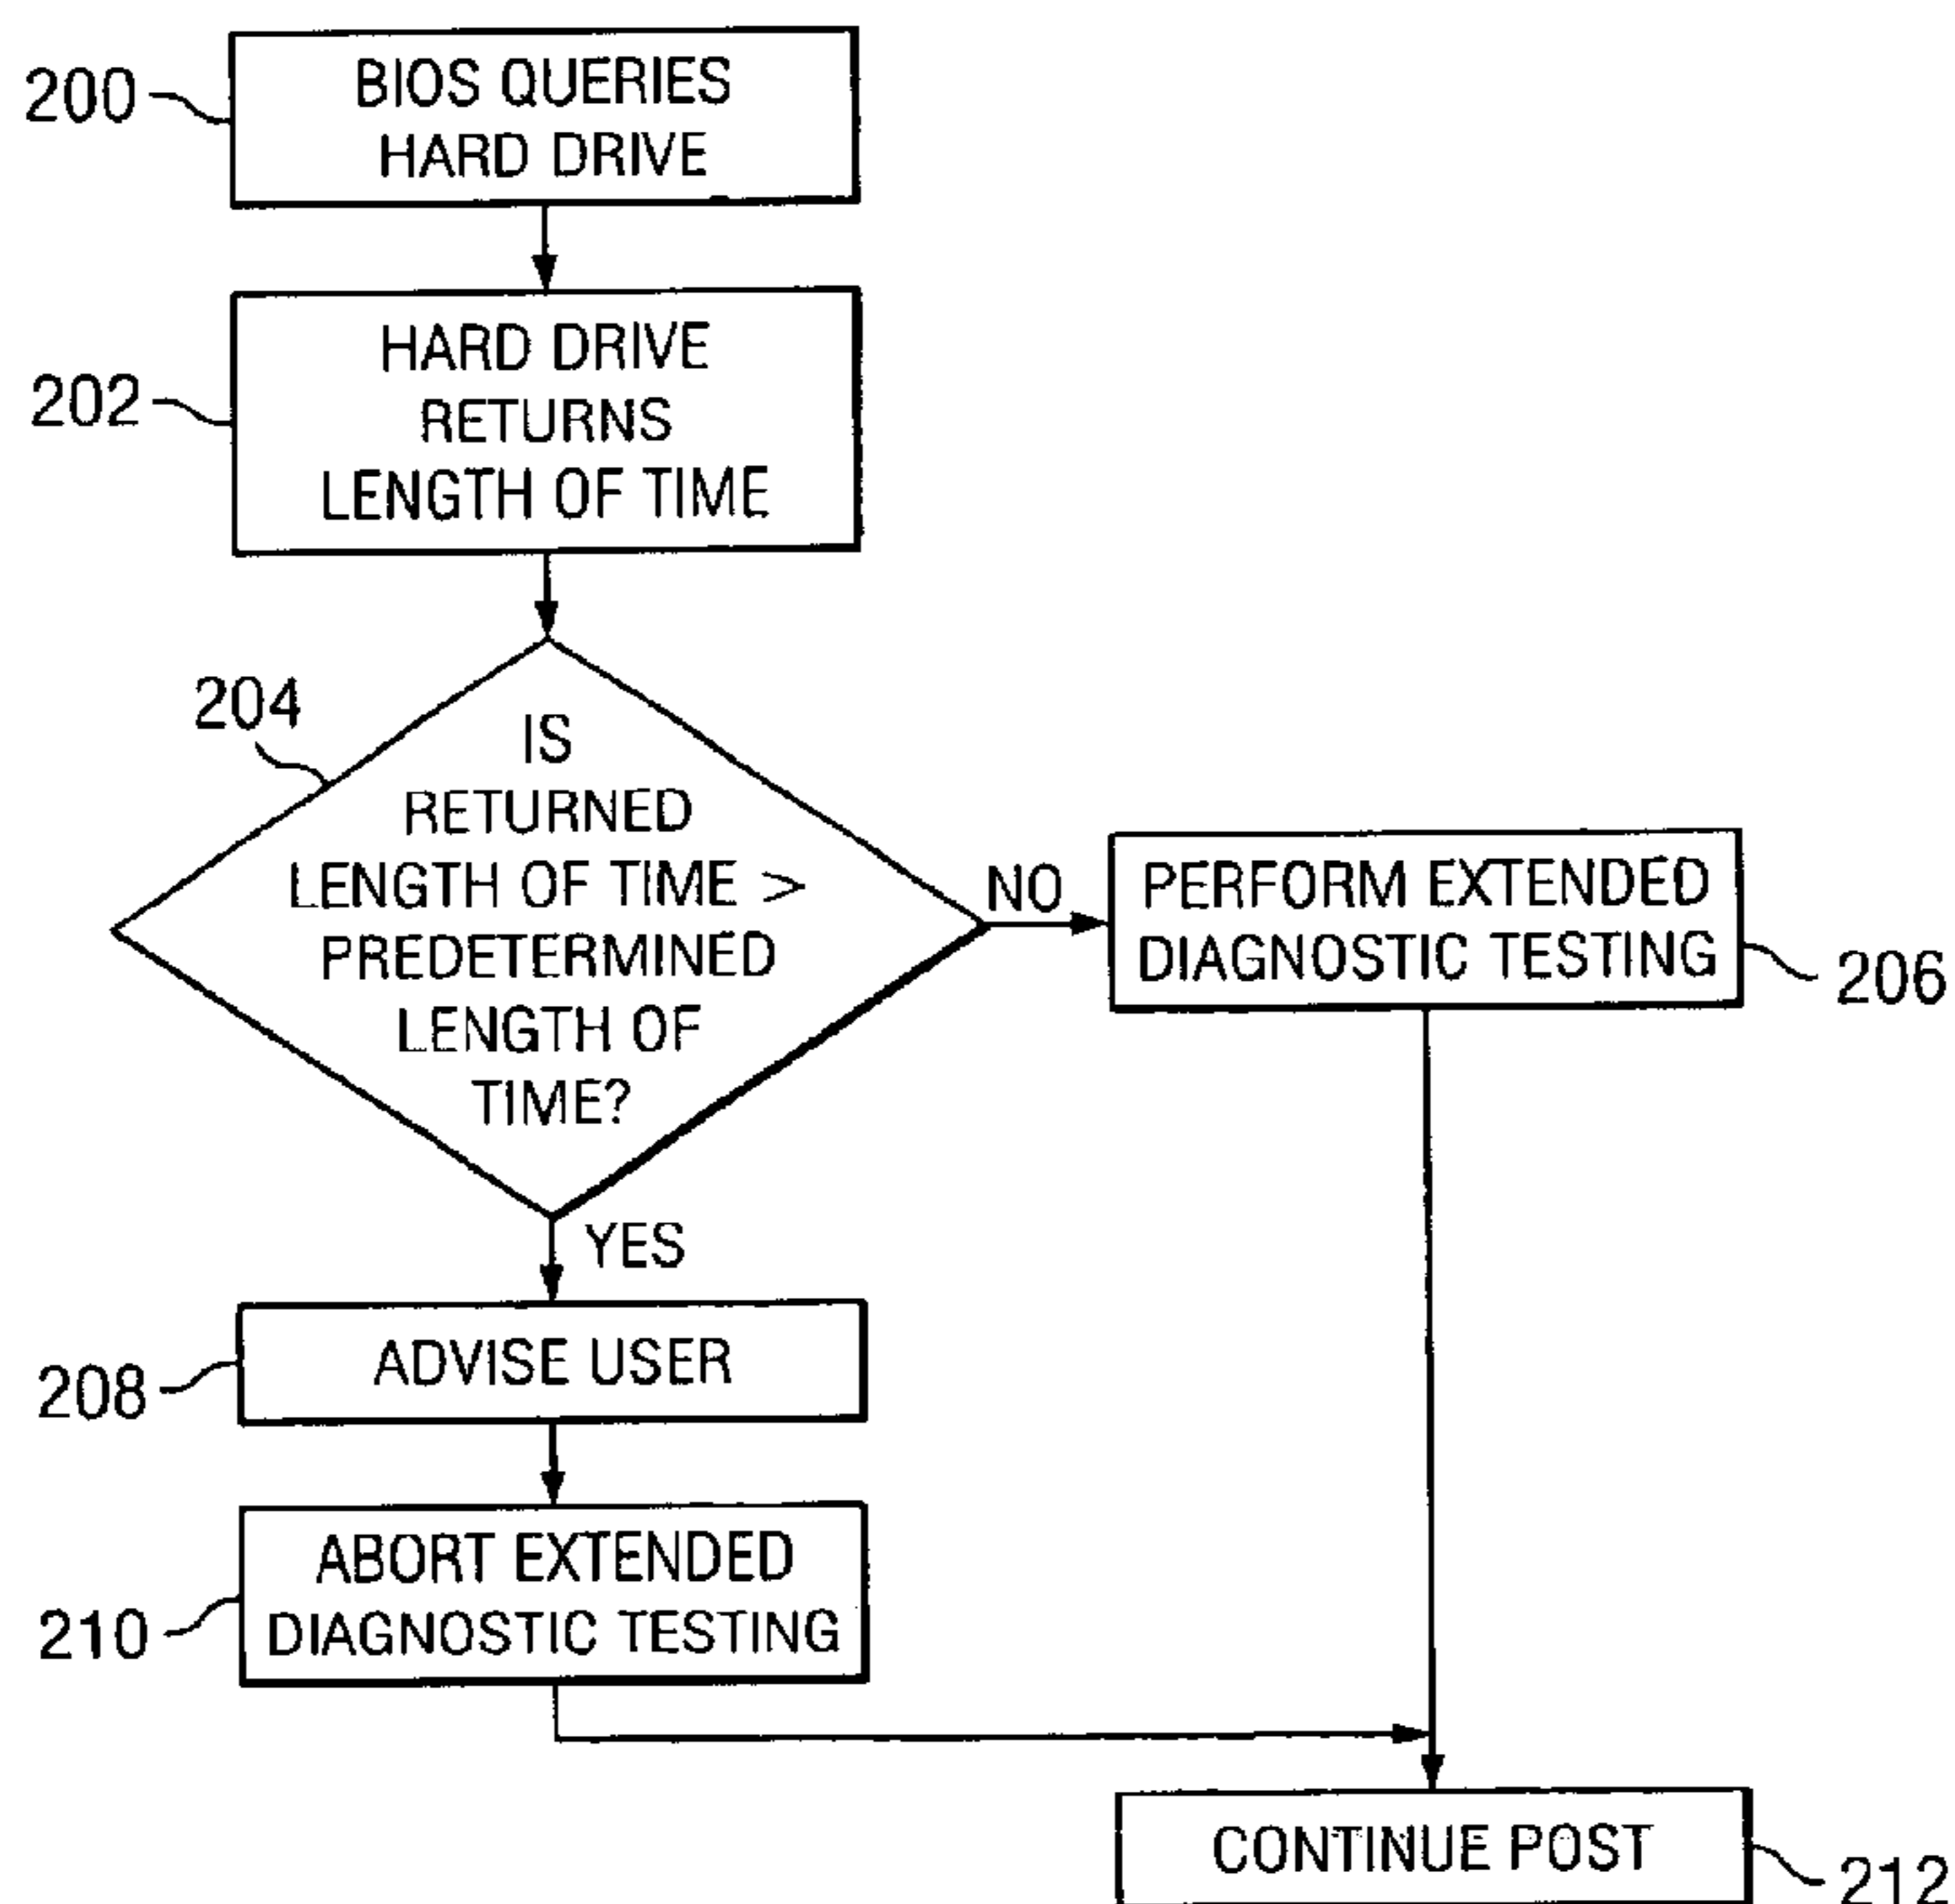 200
BIOS QUERIES
HARD DRIVE
202
HARD DRIVE
RETURNS
LENGTH OF TIME
204
IS
RETURNED
LENGTH OF TIME >
PREDETERMINED
LENGTH OF
TIME?
NO
PERFORM EXTENDED
DIAGNOSTIC TESTING
206
YES
208
ADVISE USER
210
ABORT EXTENDED
DIAGNOSTIC TESTING
CONTINUE POST
212